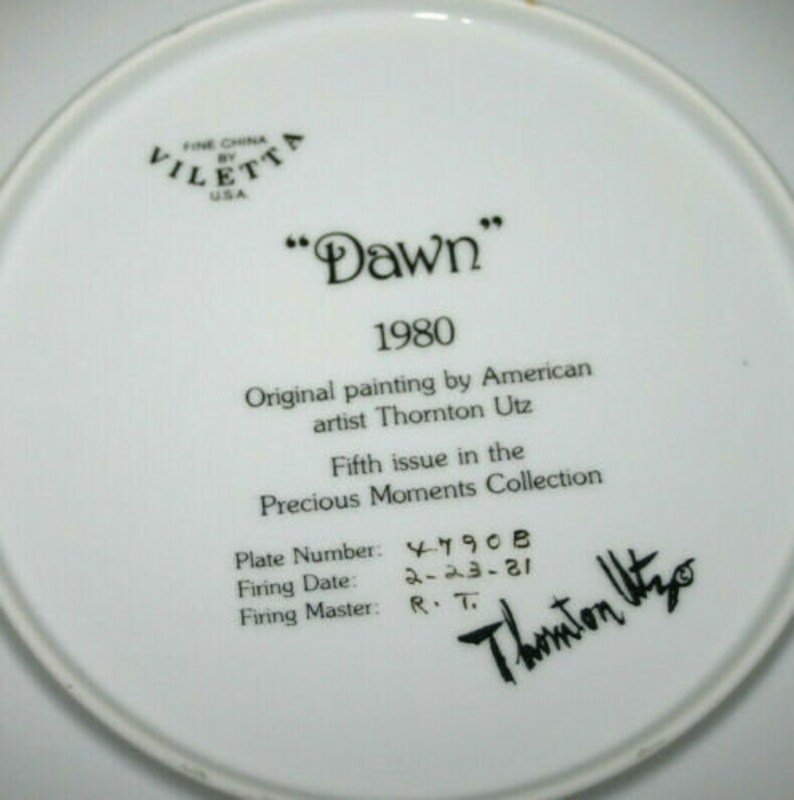 FINE CHINA
BY
VILETTA
U.S.A.
“Dawn”
1980
Original painting by American
artist Thornton Utz
Fifth issue in the
Precious Moments Collection
Plate Number: 4790B
Firing Date: 2-23-81
Firing Master: R. T.
Thornton Utz ©